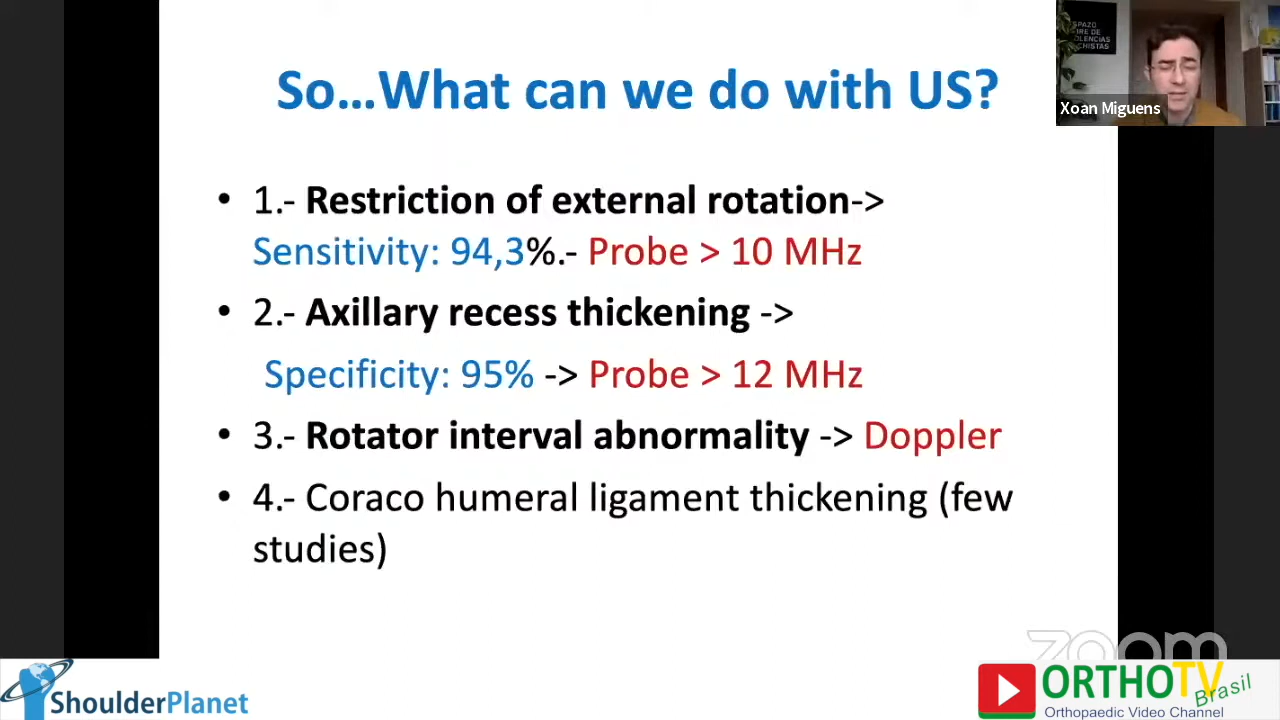 So...What can we do with US?
• 1.- Restriction of external rotation->
Sensitivity: 94,3%.- Probe > 10 MHz
• 2.- Axillary recess thickening ->
Specificity: 95% -> Probe > 12 MHz
• 3.- Rotator interval abnormality -> Doppler
• 4.- Coraco humeral ligament thickening (few
studies)
Xoan Miguens
zoom
ShoulderPlanet
ORTHOTV
Brasil
Orthopaedic Video Channel